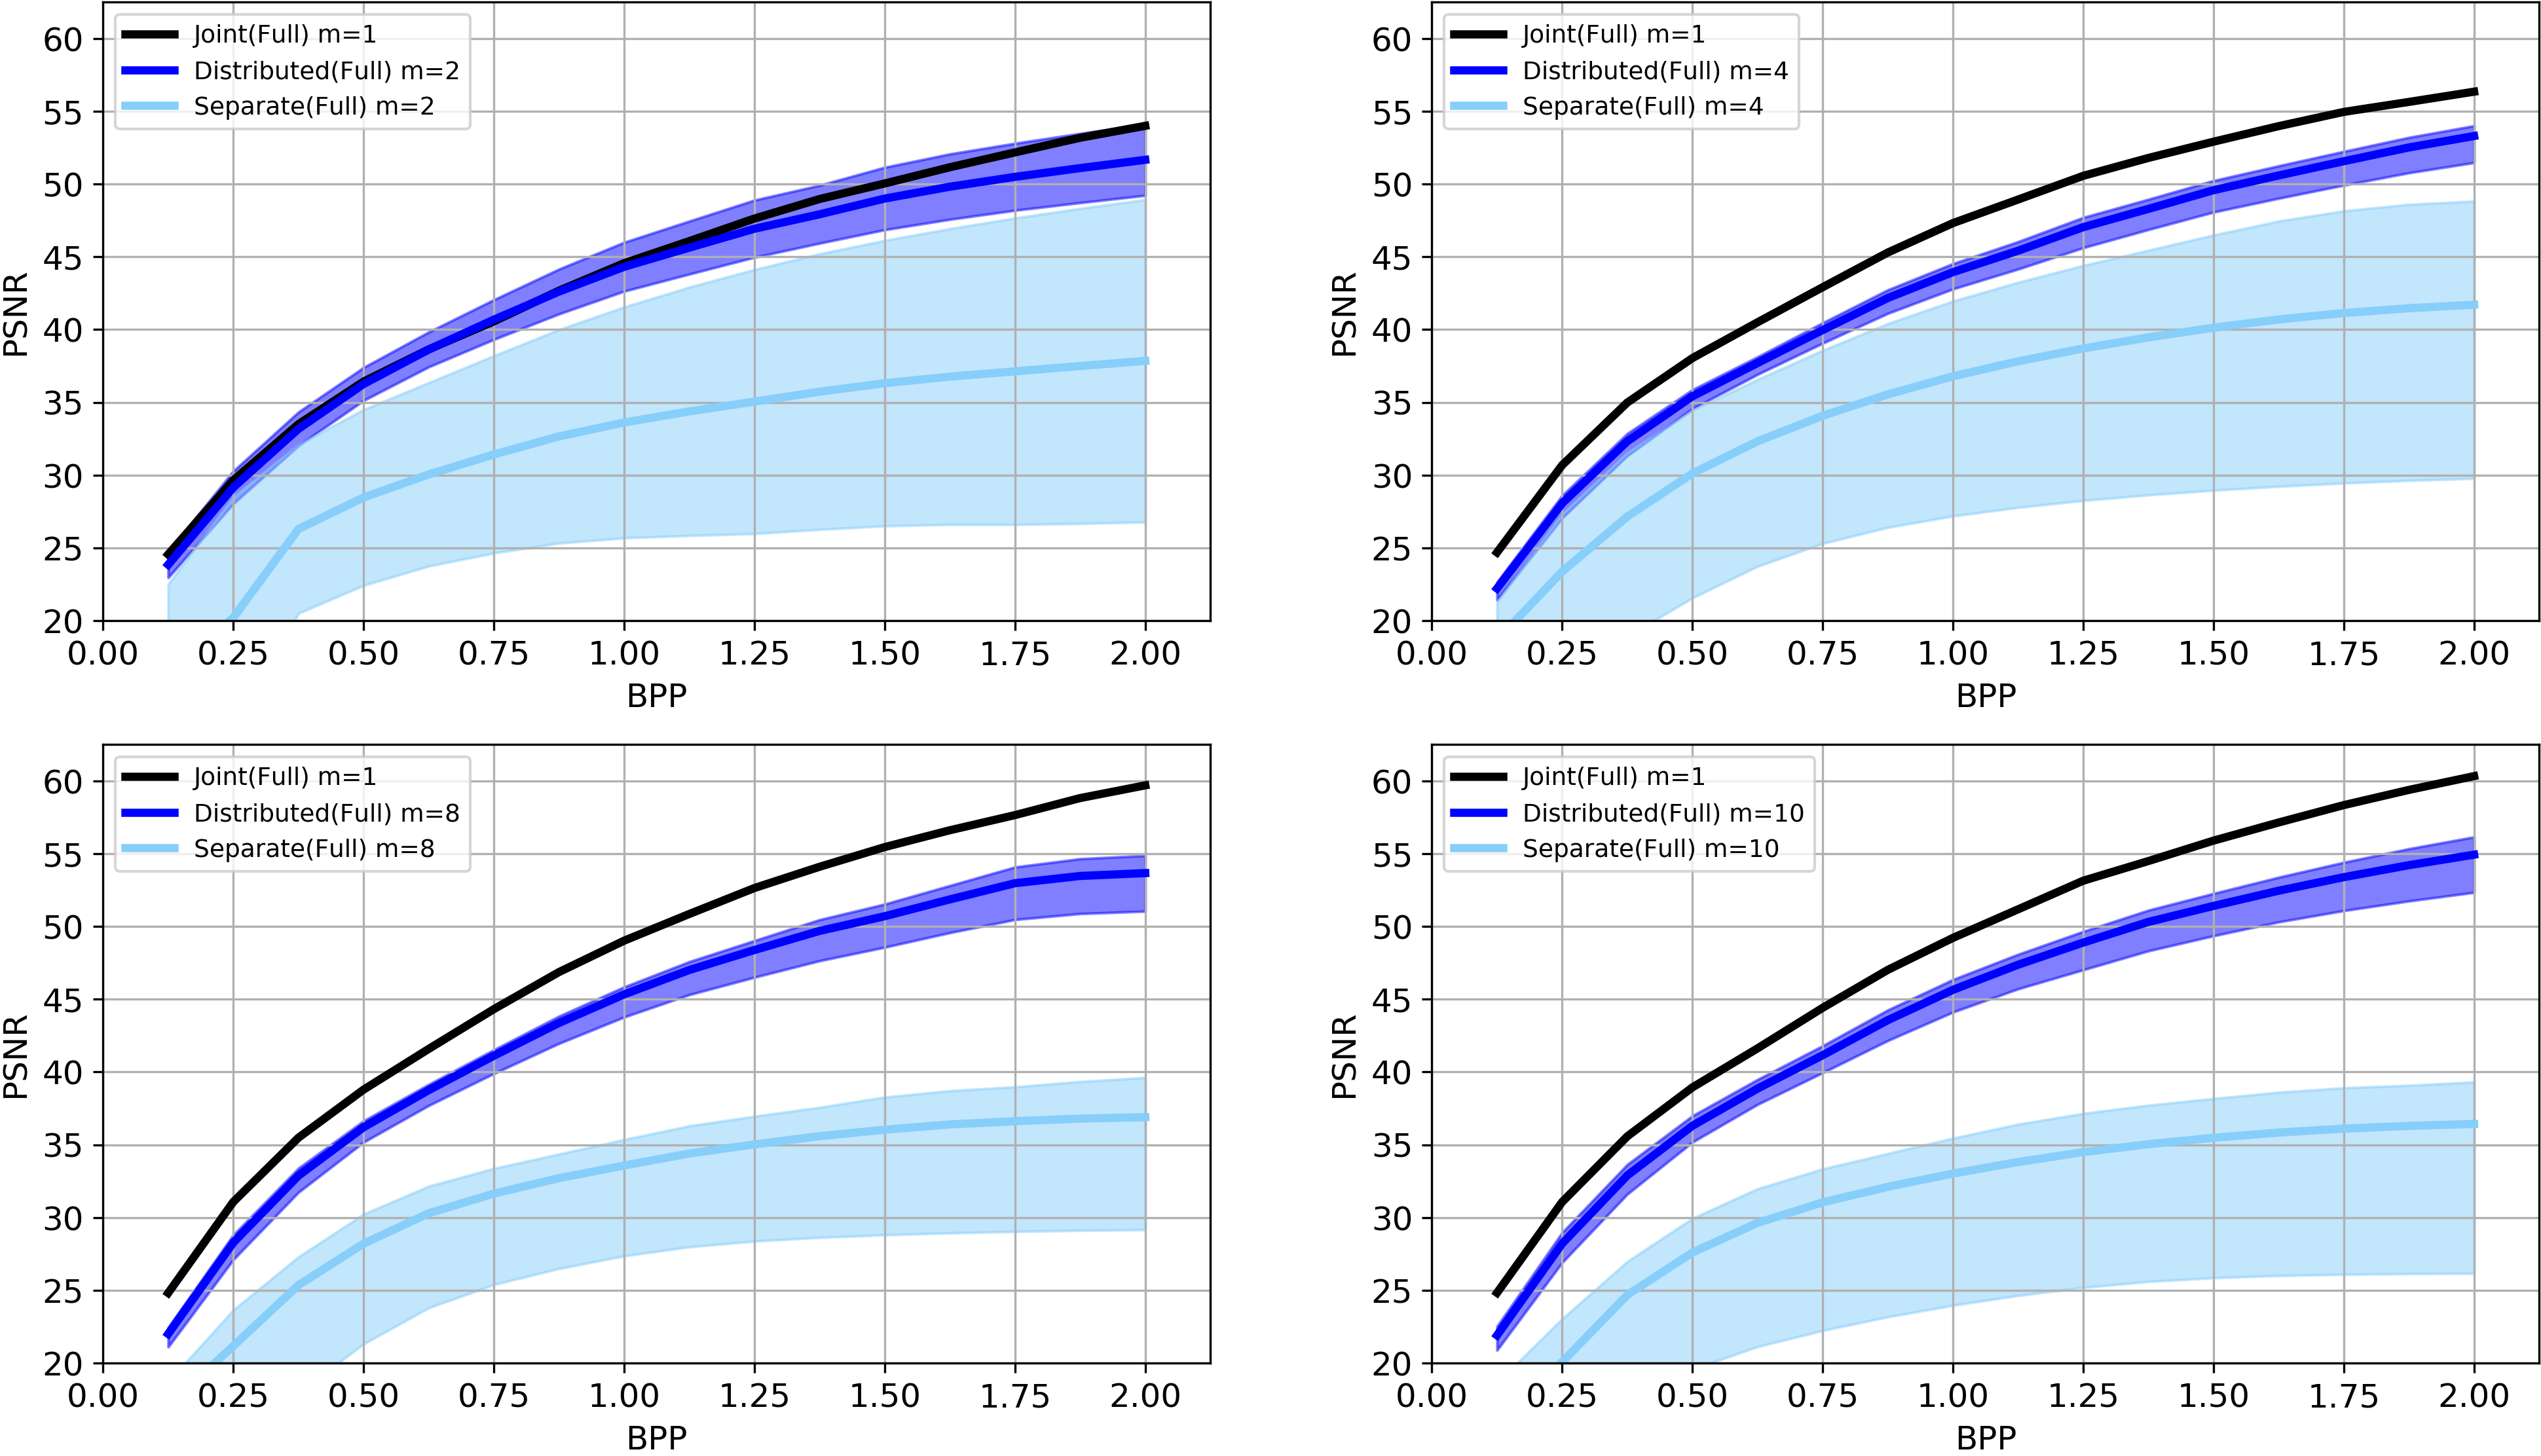 Joint(Full) m=1
Distributed(Full) m=2
Separate(Full) m=2
60
55
50
45
40
35
30
25
20
PSNR
0.00 0.25 0.50 0.75 1.00 1.25 1.50 1.75 2.00
BPP
Joint(Full) m=1
Distributed(Full) m=4
Separate(Full) m=4
60
55
50
45
40
35
30
25
20
PSNR
0.00 0.25 0.50 0.75 1.00 1.25 1.50 1.75 2.00
BPP
Joint(Full) m=1
Distributed(Full) m=8
Separate(Full) m=8
60
55
50
45
40
35
30
25
20
PSNR
0.00 0.25 0.50 0.75 1.00 1.25 1.50 1.75 2.00
BPP
Joint(Full) m=1
Distributed(Full) m=10
Separate(Full) m=10
60
55
50
45
40
35
30
25
20
PSNR
0.00 0.25 0.50 0.75 1.00 1.25 1.50 1.75 2.00
BPP